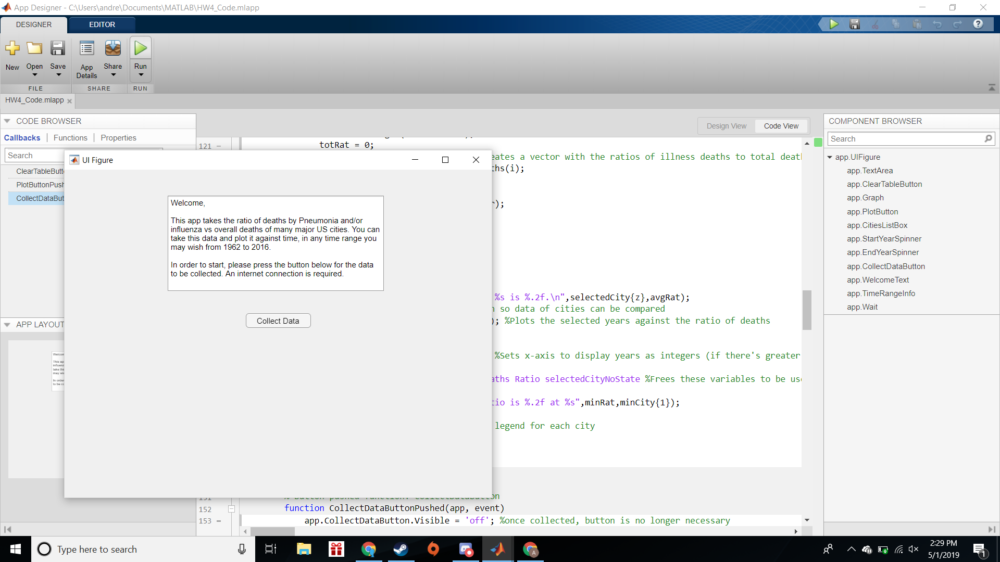 App Designer - C:\Users\andre\Documents\MATLAB\HW4_Code.mlapp
DESIGNER
EDITOR
New
Open
Save
App Details
Share
Run
FILE
SHARE
RUN
HW4_Code.mlapp
CODE BROWSER
Callbacks
Functions
Properties
Search
ClearTableButt
PlotButtonPush
CollectDataBut
APP LAYOUT
Design View
Code View
121
totRat = 0;
eates a vector with the ratios of illness deaths to total deat
ths(i);
r);
%s is %.2f.\n",selectedCity{z},avgRat);
n so data of cities can be compared
); %Plots the selected years against the ratio of deaths
%Sets x-axis to display years as integers (if there's greater
aths Ratio selectedCityNoState %Frees these variables to be use
tio is %.2f at %s",minRat,minCity{1});
legend for each city
152
function CollectDataButtonPushed(app, event)
153
app.CollectDataButton.Visible = 'off'; %once collected, button is no longer necessary
UI Figure
Welcome,
This app takes the ratio of deaths by Pneumonia and/or
influenza vs overall deaths of many major US cities. You can
take this data and plot it against time, in any time range you
may wish from 1962 to 2016.
In order to start, please press the button below for the data
to be collected. An internet connection is required.
Collect Data
COMPONENT BROWSER
Search
app.UIFigure
app.TextArea
app.ClearTableButton
app.Graph
app.PlotButton
app.CitiesListBox
app.StartYearSpinner
app.EndYearSpinner
app.CollectDataButton
app.WelcomeText
app.TimeRangeInfo
app.Wait
Type here to search
2:29 PM
5/1/2019
1